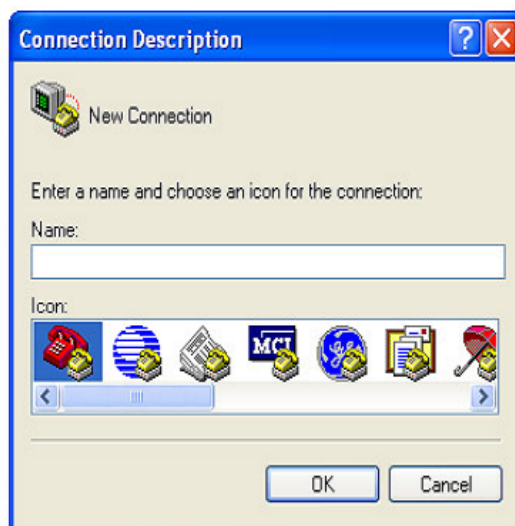 Connection Description
New Connection
Enter a name and choose an icon for the connection:
Name:
Icon:
MCI
OK
Cancel